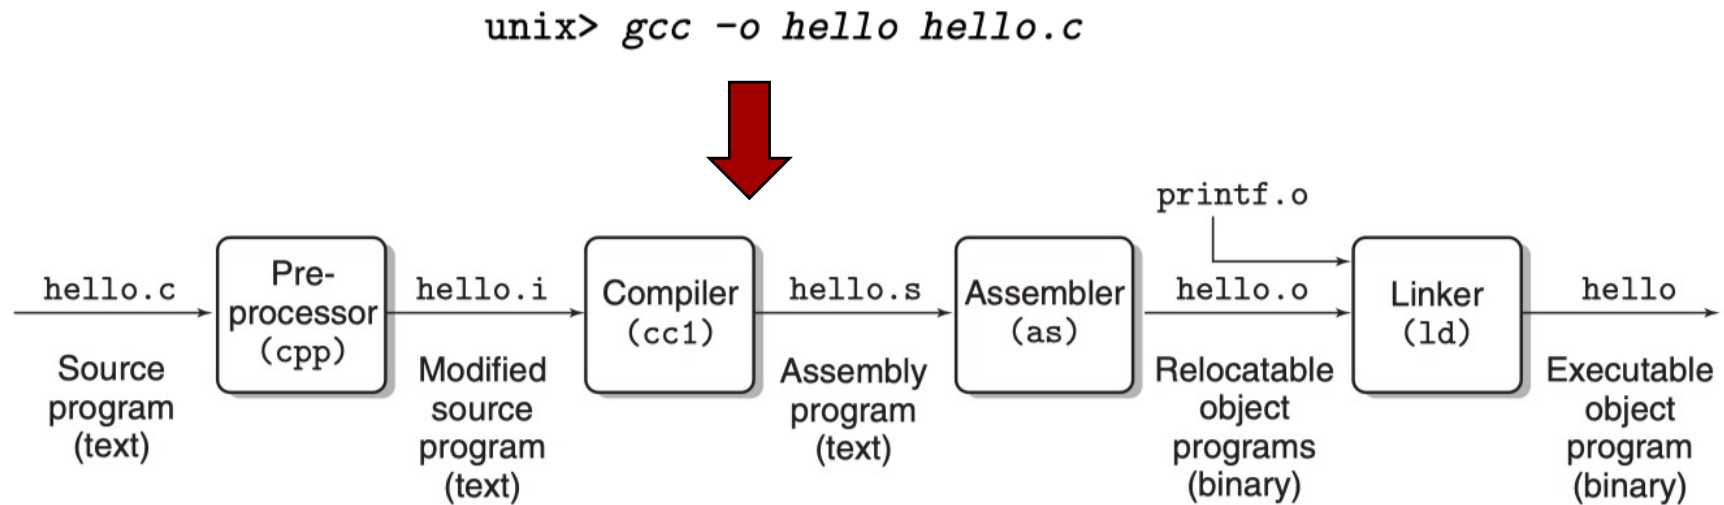 unix> gcc -o hello hello.c
printf.o
hello.c
Pre-
processor
(cpp)
hello.i
Compiler
(cc1)
hello.s
Assembler
(as)
hello.o
Linker
(ld)
hello
Source
program
(text)
Modified
source
program
(text)
Assembly
program
(text)
Relocatable
object
programs
(binary)
Executable
object
program
(binary)